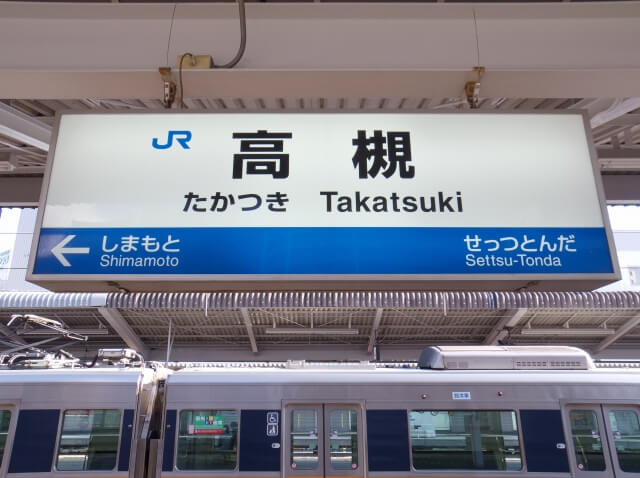 JR
高槻
たかつき Takatsuki
← しまもと せっつとんだ
Shimamoto Settsu-Tonda